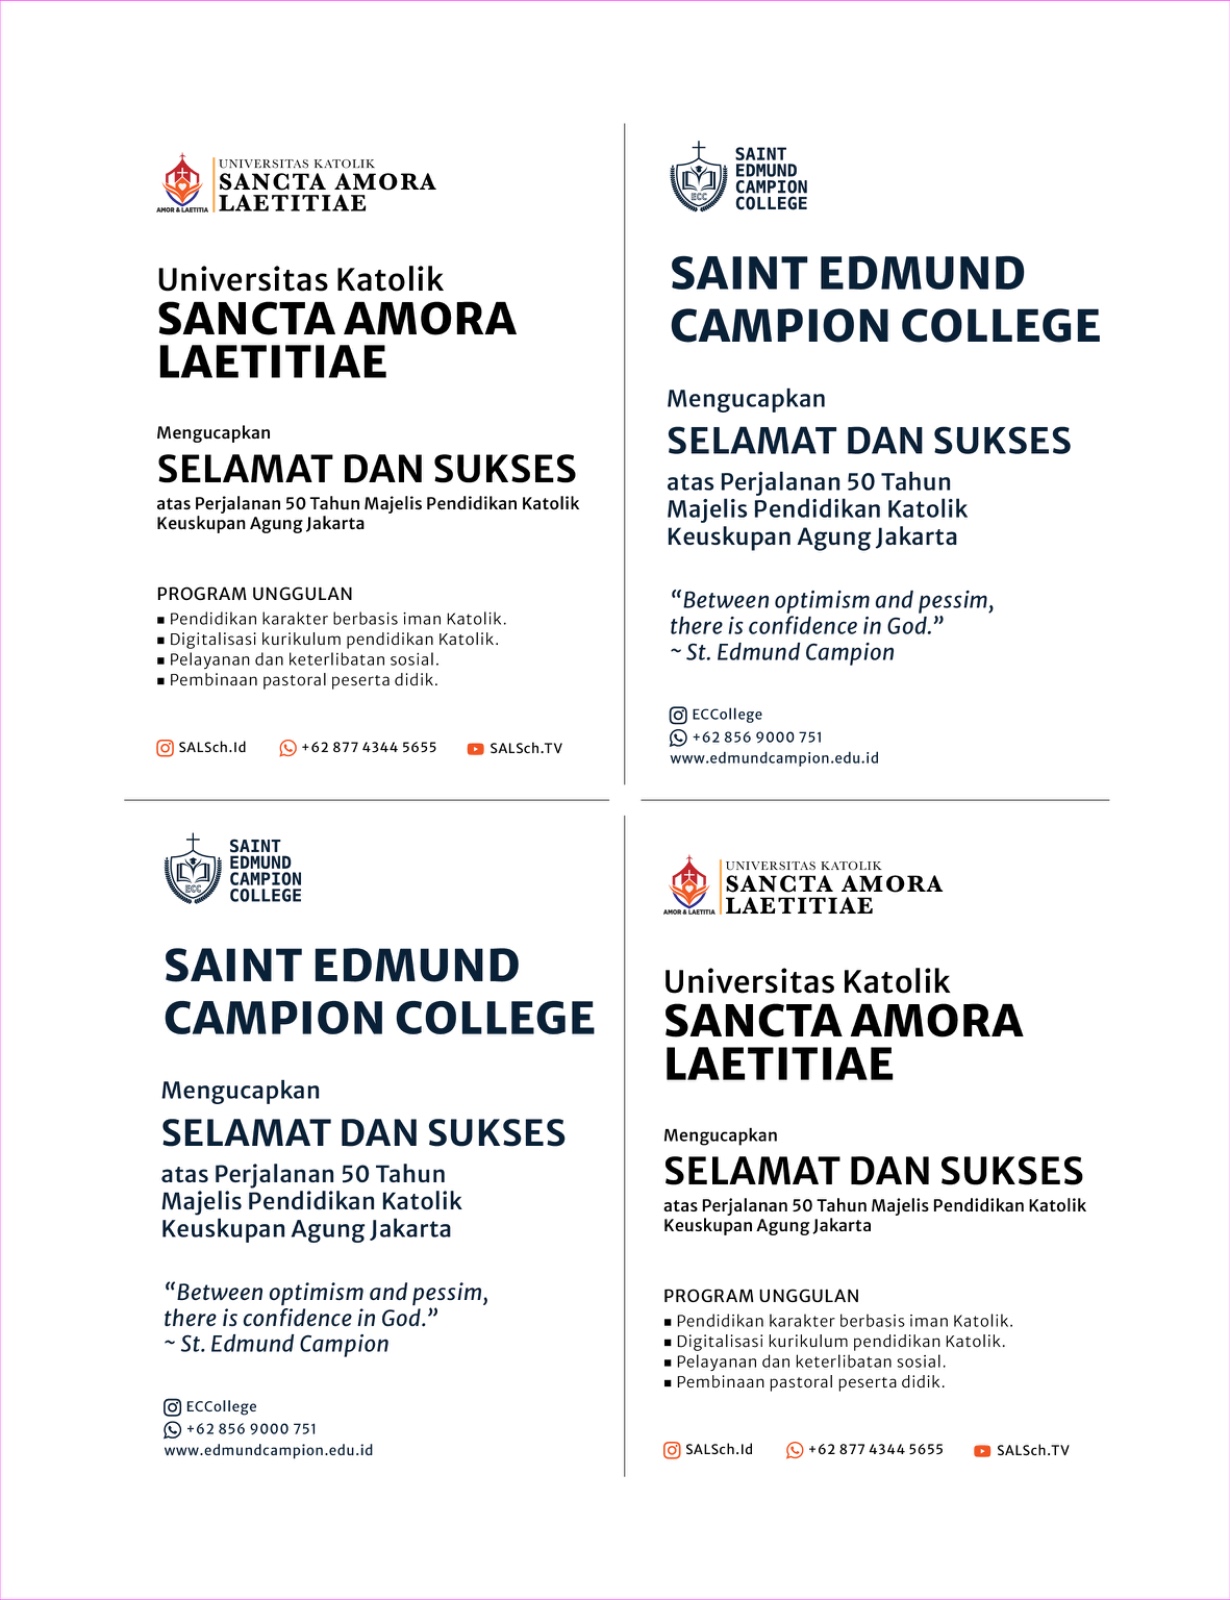 AMOR & LAETITIA
UNIVERSITAS KATOLIK
SANCTA AMORA
LAETITIAE
Universitas Katolik
SANCTA AMORA
LAETITIAE
Mengucapkan
SELAMAT DAN SUKSES
atas Perjalanan 50 Tahun Majelis Pendidikan Katolik
Keuskupan Agung Jakarta
PROGRAM UNGGULAN
▪ Pendidikan karakter berbasis iman Katolik.
▪ Digitalisasi kurikulum pendidikan Katolik.
▪ Pelayanan dan keterlibatan sosial.
▪ Pembinaan pastoral peserta didik.
SALSch.Id +62 877 4344 5655 SALSch.TV
ECC
SAINT
EDMUND
CAMPION
COLLEGE
SAINT EDMUND
CAMPION COLLEGE
Mengucapkan
SELAMAT DAN SUKSES
atas Perjalanan 50 Tahun
Majelis Pendidikan Katolik
Keuskupan Agung Jakarta
“Between optimism and pessim,
there is confidence in God.”
~ St. Edmund Campion
ECCollege
+62 856 9000 751
www.edmundcampion.edu.id
ECC
SAINT
EDMUND
CAMPION
COLLEGE
SAINT EDMUND
CAMPION COLLEGE
Mengucapkan
SELAMAT DAN SUKSES
atas Perjalanan 50 Tahun
Majelis Pendidikan Katolik
Keuskupan Agung Jakarta
“Between optimism and pessim,
there is confidence in God.”
~ St. Edmund Campion
ECCollege
+62 856 9000 751
www.edmundcampion.edu.id
AMOR & LAETITIA
UNIVERSITAS KATOLIK
SANCTA AMORA
LAETITIAE
Universitas Katolik
SANCTA AMORA
LAETITIAE
Mengucapkan
SELAMAT DAN SUKSES
atas Perjalanan 50 Tahun Majelis Pendidikan Katolik
Keuskupan Agung Jakarta
PROGRAM UNGGULAN
▪ Pendidikan karakter berbasis iman Katolik.
▪ Digitalisasi kurikulum pendidikan Katolik.
▪ Pelayanan dan keterlibatan sosial.
▪ Pembinaan pastoral peserta didik.
SALSch.Id +62 877 4344 5655 SALSch.TV